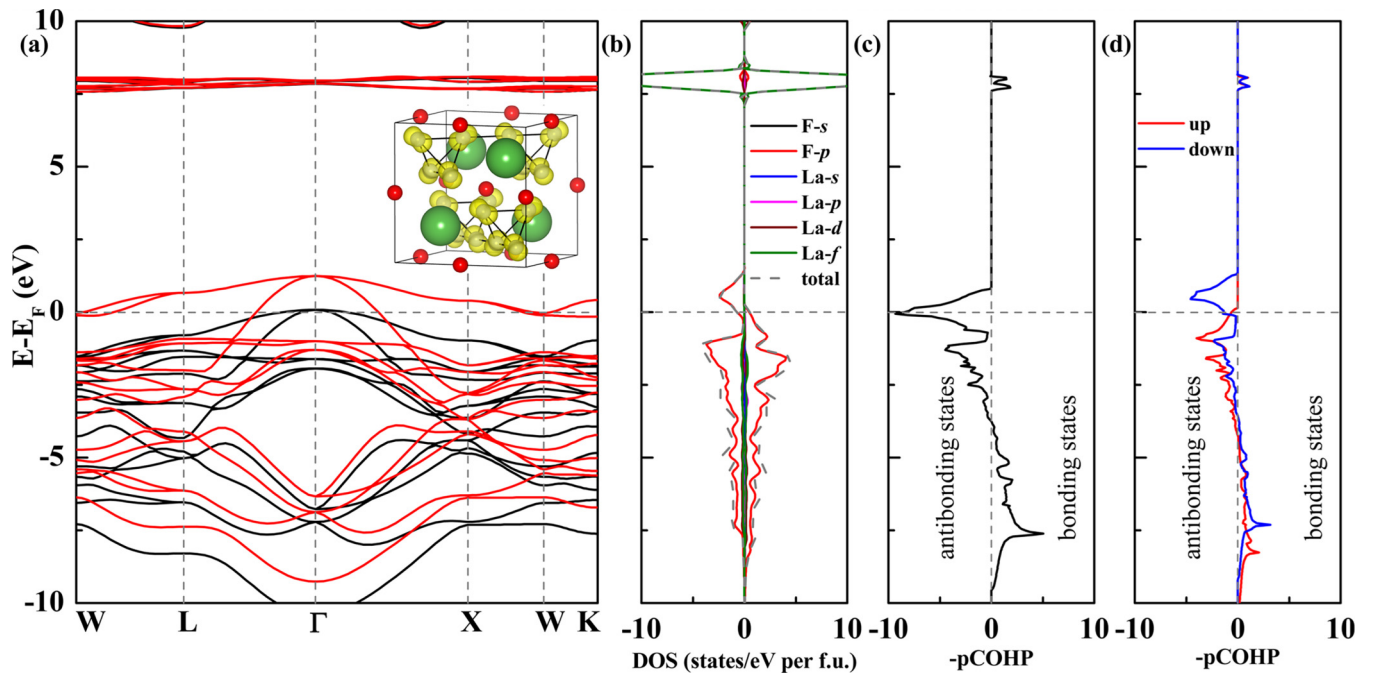 (a)
10
5
0
-5
-10
E-E_F (eV)
W L Γ X W K
(b)
F-s
F-p
La-s
La-p
La-d
La-f
total
-10 0 10
DOS (states/eV per f.u.)
(c)
antibonding states
bonding states
-10 0 10
-pCOHP
(d)
up
down
antibonding states
bonding states
-10 0 10
-pCOHP